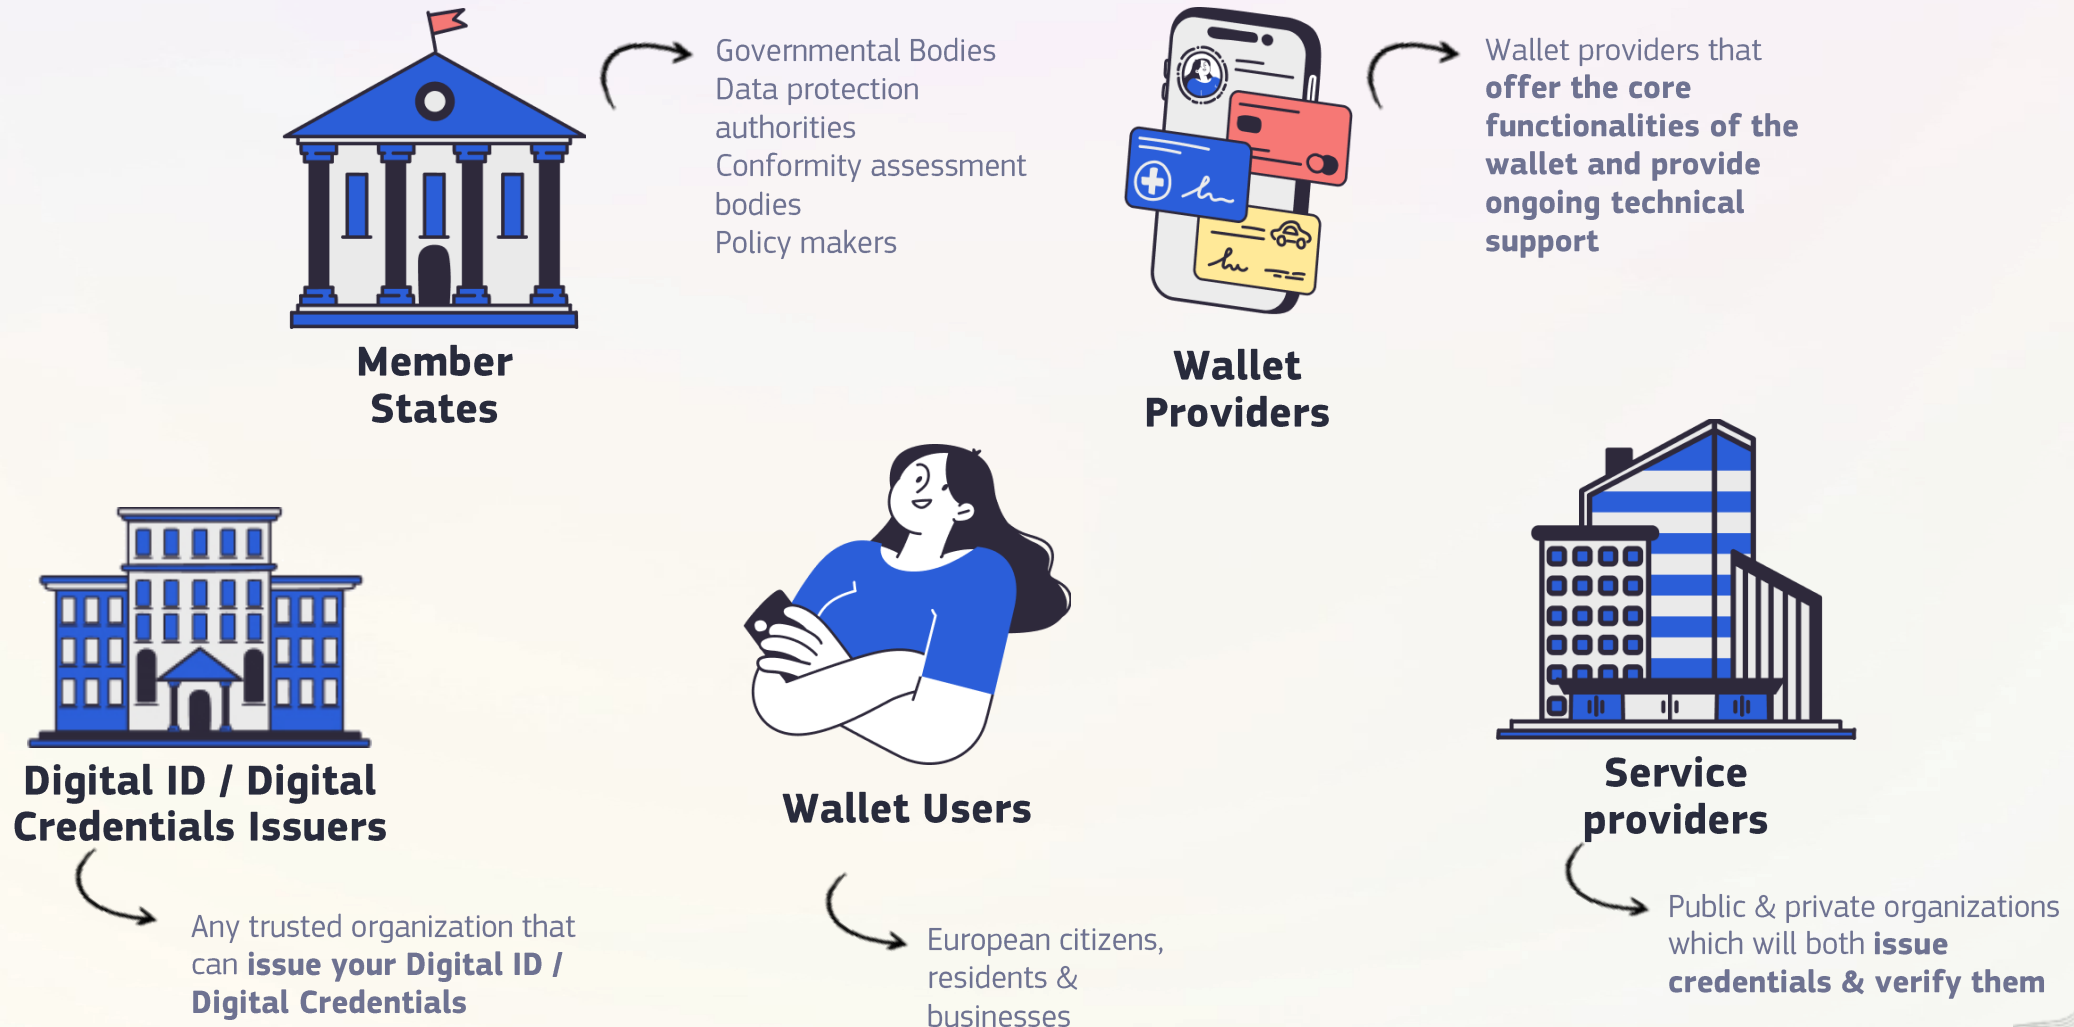 Governmental Bodies
Data protection
authorities
Conformity assessment
bodies
Policy makers
Member
States
Wallet providers that
offer the core
functionalities of the
wallet and provide
ongoing technical
support
Wallet
Providers
Digital ID / Digital
Credentials Issuers
Any trusted organization that
can issue your Digital ID /
Digital Credentials
Wallet Users
European citizens,
residents &
businesses
Service
providers
Public & private organizations
which will both issue
credentials & verify them